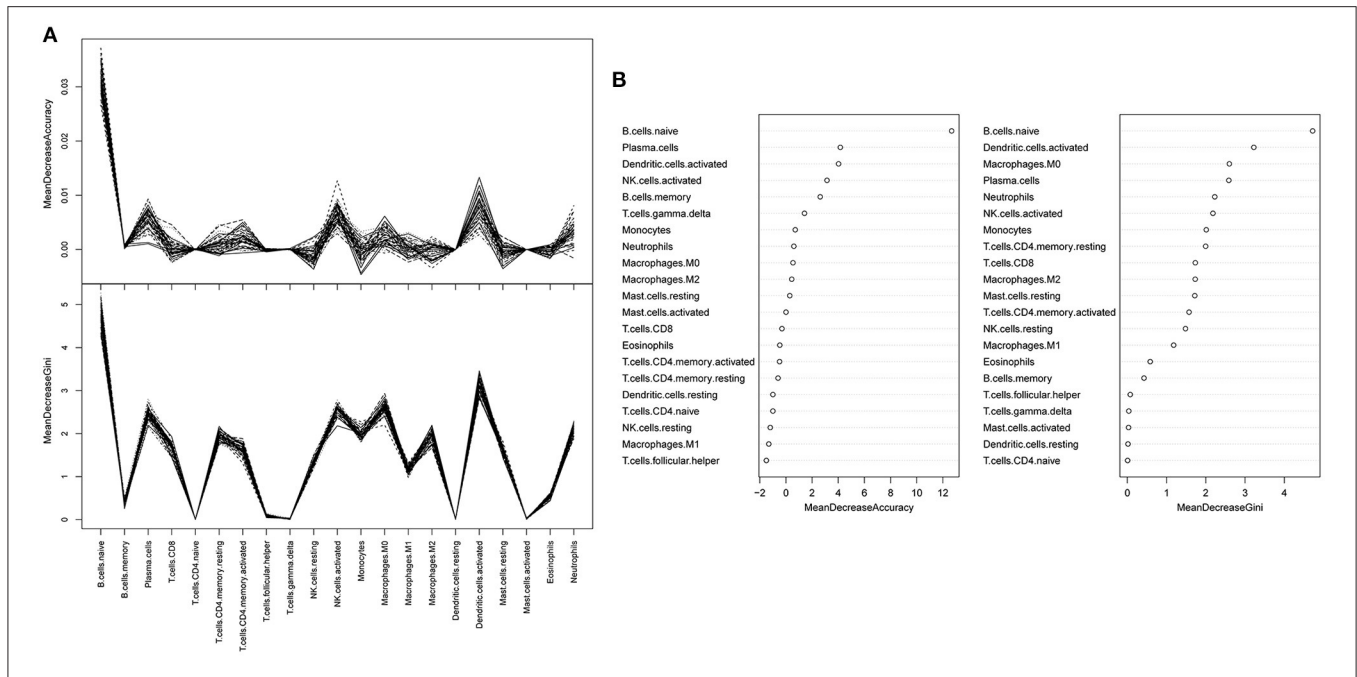 A
MeanDecreaseAccuracy
0.03
0.02
0.01
0.00
MeanDecreaseGini
5
4
3
2
1
0
B.cells.naive
B.cells.memory
Plasma.cells
T.cells.CD8
T.cells.CD4.naive
T.cells.CD4.memory.resting
T.cells.CD4.memory.activated
T.cells.follicular.helper
T.cells.gamma.delta
NK.cells.resting
NK.cells.activated
Monocytes
Macrophages.M0
Macrophages.M1
Macrophages.M2
Dendritic.cells.resting
Dendritic.cells.activated
Mast.cells.resting
Mast.cells.activated
Eosinophils
Neutrophils
B
B.cells.naive
Plasma.cells
Dendritic.cells.activated
NK.cells.activated
B.cells.memory
T.cells.gamma.delta
Monocytes
Neutrophils
Macrophages.M0
Macrophages.M2
Mast.cells.resting
Mast.cells.activated
T.cells.CD8
Eosinophils
T.cells.CD4.memory.activated
T.cells.CD4.memory.resting
Dendritic.cells.resting
T.cells.CD4.naive
NK.cells.resting
Macrophages.M1
T.cells.follicular.helper
−2 0 2 4 6 8 10 12
MeanDecreaseAccuracy
B.cells.naive
Dendritic.cells.activated
Macrophages.M0
Plasma.cells
Neutrophils
NK.cells.activated
Monocytes
T.cells.CD4.memory.resting
T.cells.CD8
Macrophages.M2
Mast.cells.resting
T.cells.CD4.memory.activated
NK.cells.resting
Macrophages.M1
Eosinophils
B.cells.memory
T.cells.follicular.helper
T.cells.gamma.delta
Mast.cells.activated
Dendritic.cells.resting
T.cells.CD4.naive
0 1 2 3 4
MeanDecreaseGini